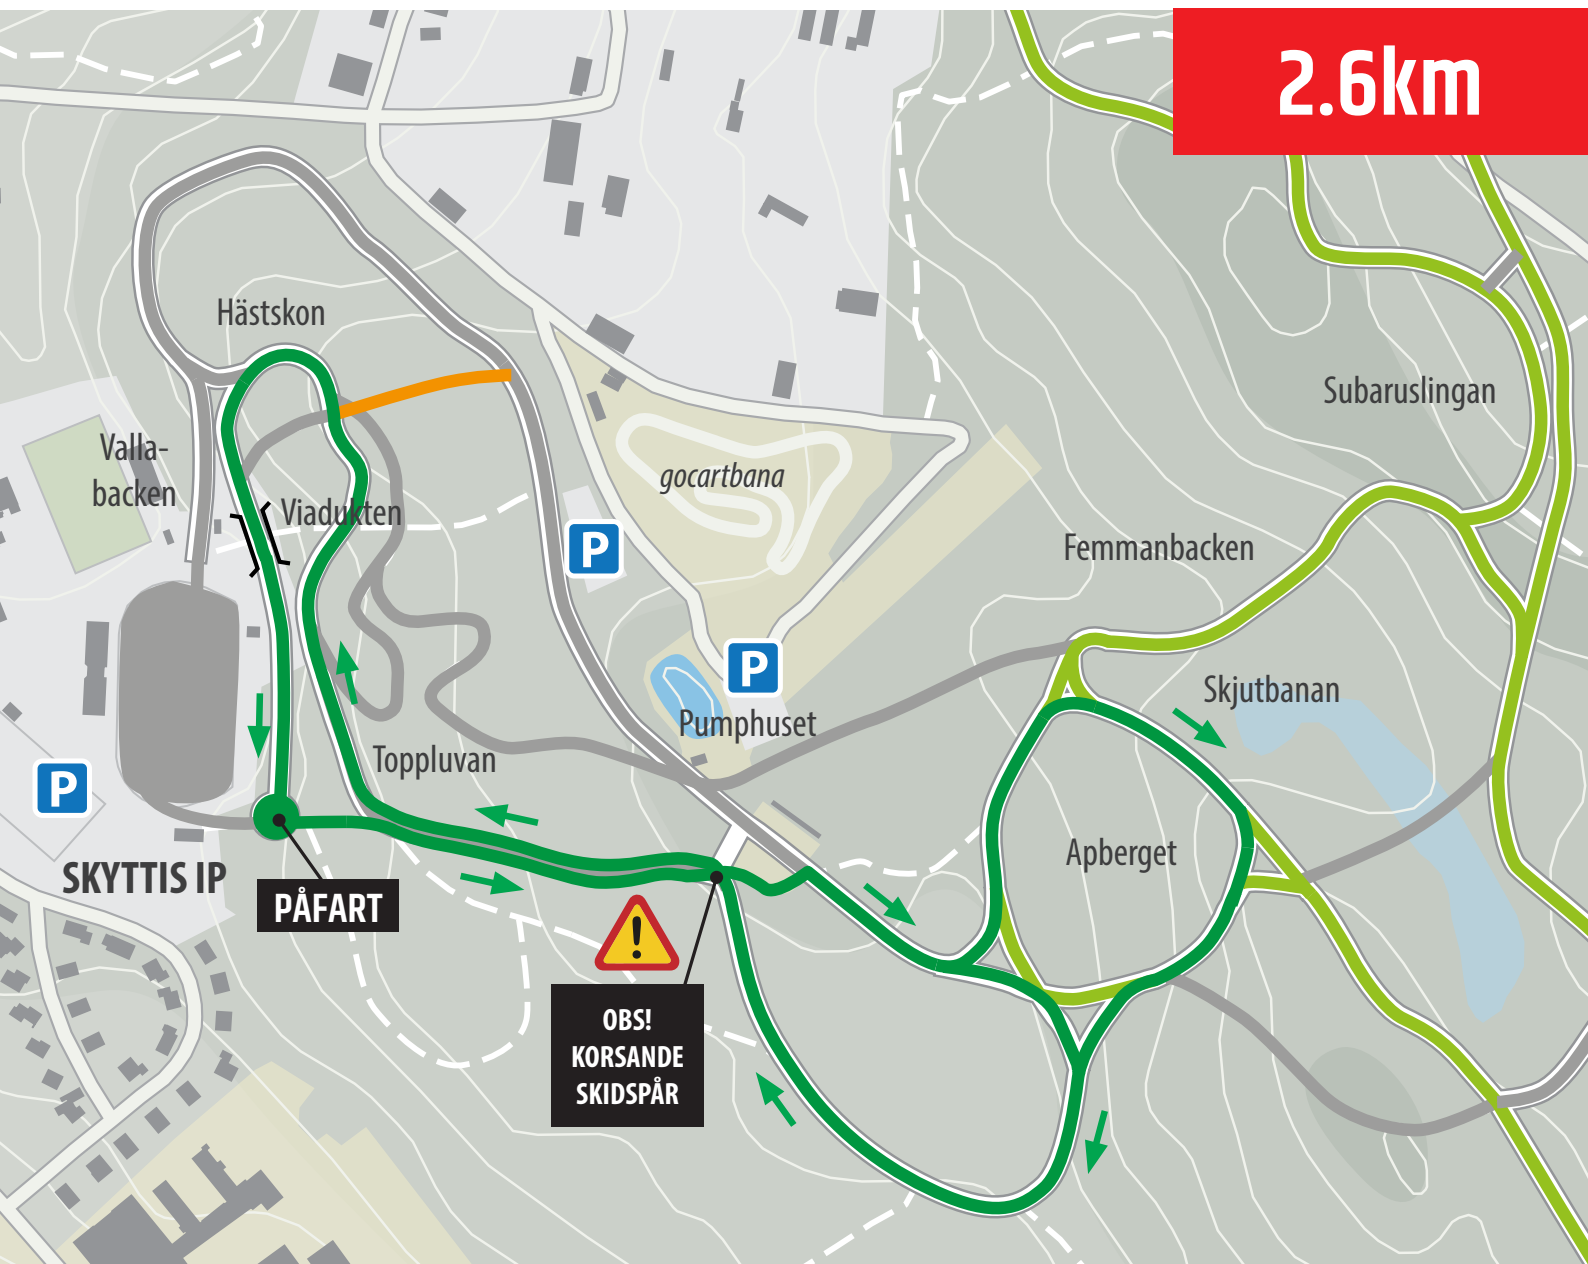 2.6km
Hästskon
Subaruslingan
Valla-
backen
gocartbana
Viadukten
P
Femmanbacken
P
Skjutbanan
Pumphuset
Toppluvan
P
Apberget
SKYTTIS IP
PÅFART
!
OBS!
KORSANDE
SKIDSPÅR